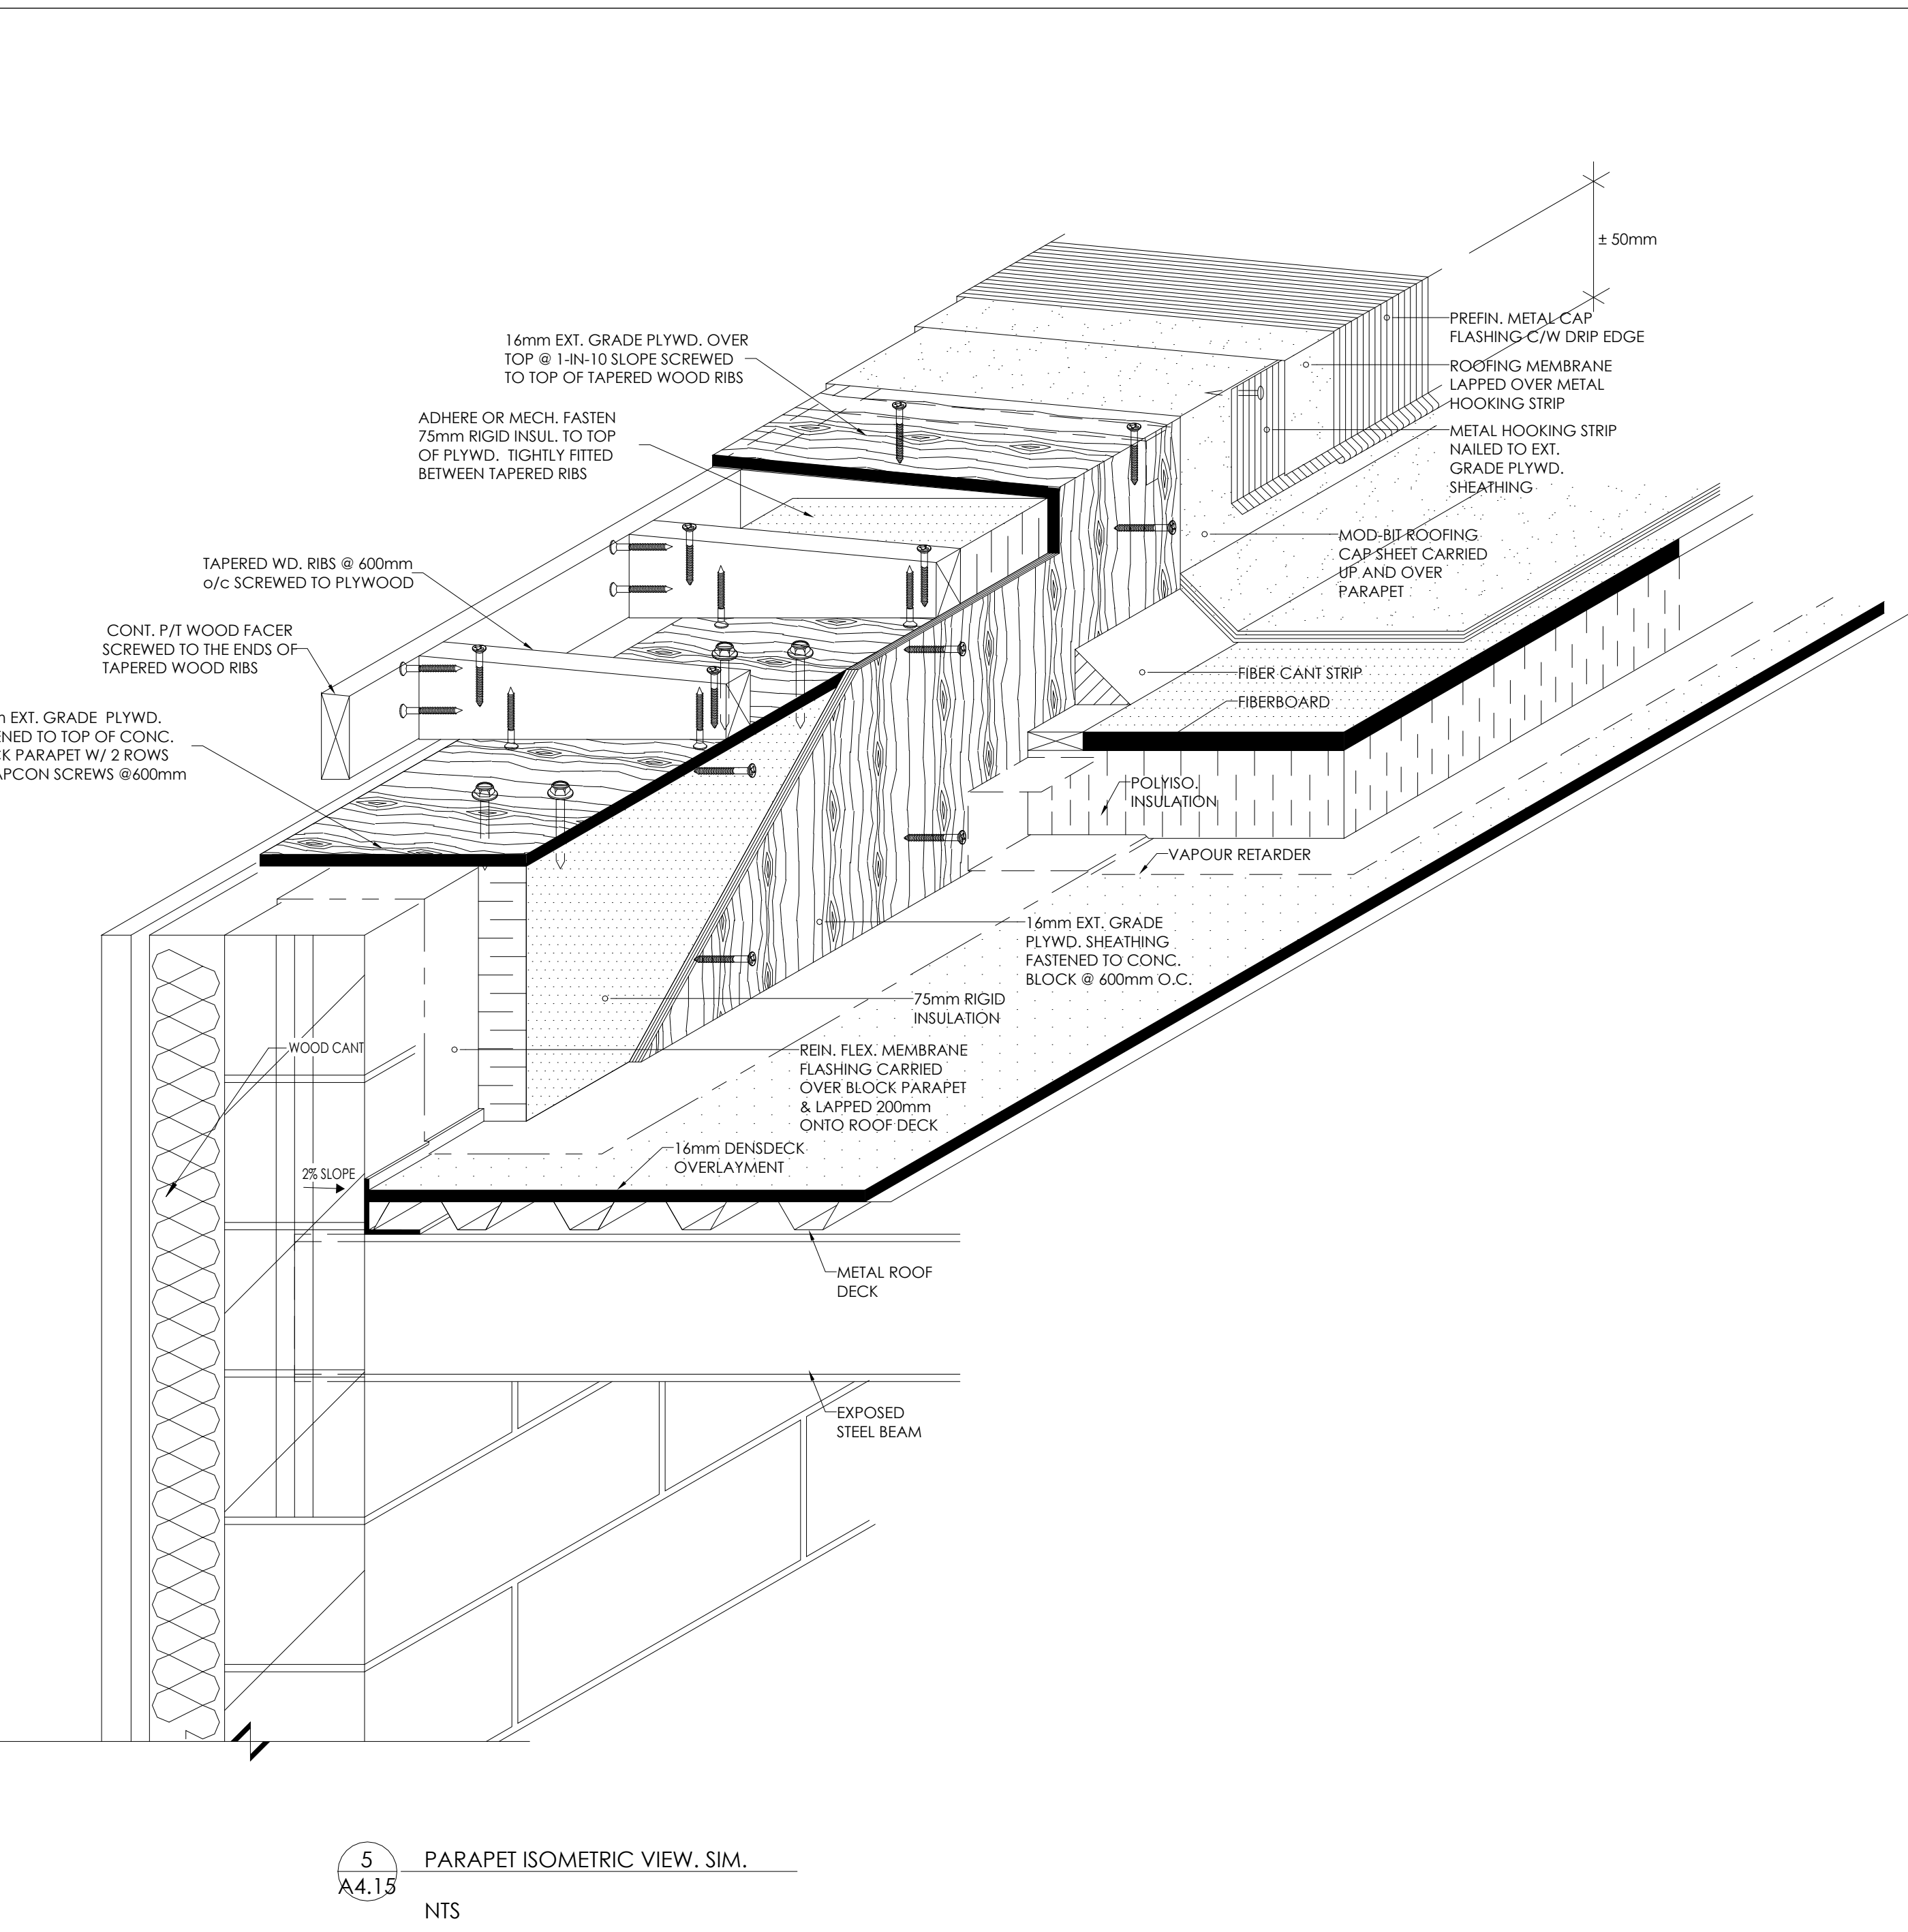 ± 50mm
PREFIN. METAL CAP
FLASHING C/W DRIP EDGE
ROOFING MEMBRANE
LAPPED OVER METAL
HOOKING STRIP
METAL HOOKING STRIP
NAILED TO EXT.
GRADE PLYWD.
SHEATHING
16mm EXT. GRADE PLYWD. OVER
TOP @ 1-IN-10 SLOPE SCREWED
TO TOP OF TAPERED WOOD RIBS
ADHERE OR MECH. FASTEN
75mm RIGID INSUL. TO TOP
OF PLYWD. TIGHTLY FITTED
BETWEEN TAPERED RIBS
MOD-BIT ROOFING
CAP SHEET CARRIED
UP AND OVER
PARAPET
TAPERED WD. RIBS @ 600mm
o/c SCREWED TO PLYWOOD
CONT. P/T WOOD FACER
SCREWED TO THE ENDS OF
TAPERED WOOD RIBS
EXT. GRADE PLYWD.
TO TOP OF CONC.
PARAPET W/ 2 ROWS
SCREWS @600mm
FIBER CANT STRIP
FIBERBOARD
POLYISO.
INSULATION
VAPOUR RETARDER
16mm EXT. GRADE
PLYWD. SHEATHING
FASTENED TO CONC.
BLOCK @ 600mm O.C.
75mm RIGID
INSULATION
WOOD CANT
REIN. FLEX. MEMBRANE
FLASHING CARRIED
OVER BLOCK PARAPET
& LAPPED 200mm
ONTO ROOF DECK
16mm DENSDECK
OVERLAYMENT
2% SLOPE
METAL ROOF
DECK
EXPOSED
STEEL BEAM
5
A4.15
PARAPET ISOMETRIC VIEW. SIM.
NTS